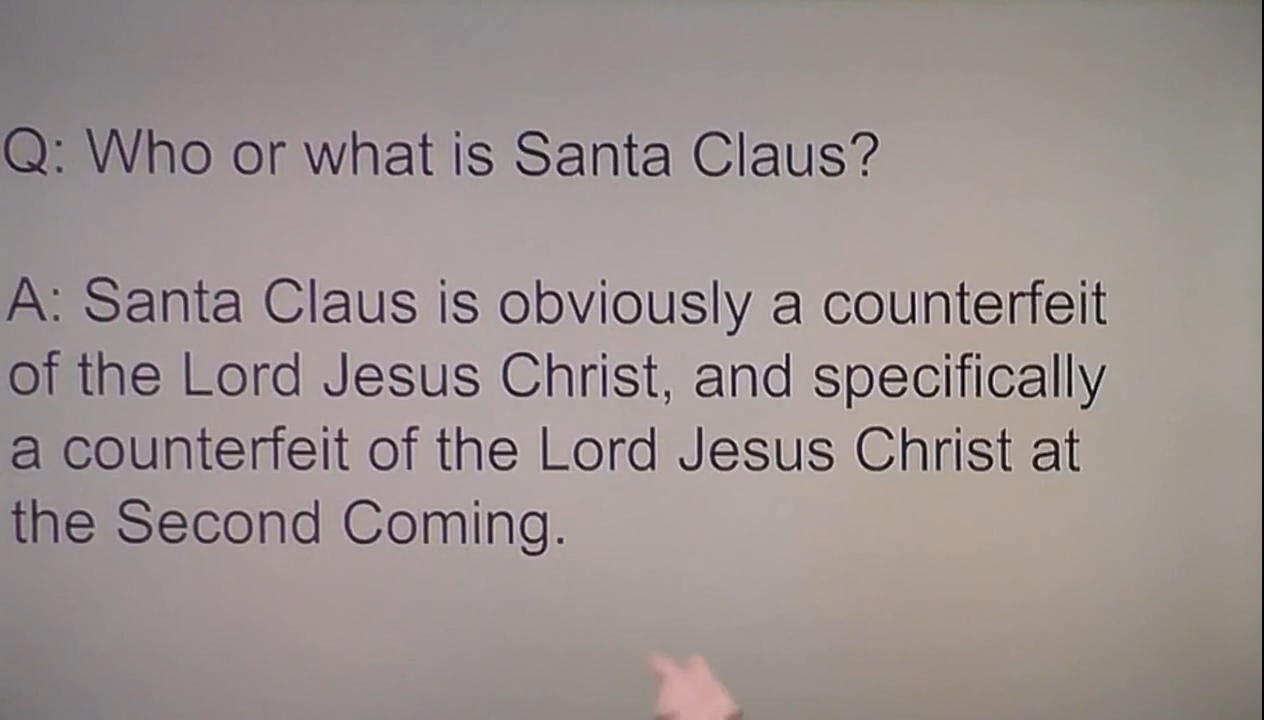 Q: Who or what is Santa Claus?
A: Santa Claus is obviously a counterfeit
of the Lord Jesus Christ, and specifically
a counterfeit of the Lord Jesus Christ at
the Second Coming.